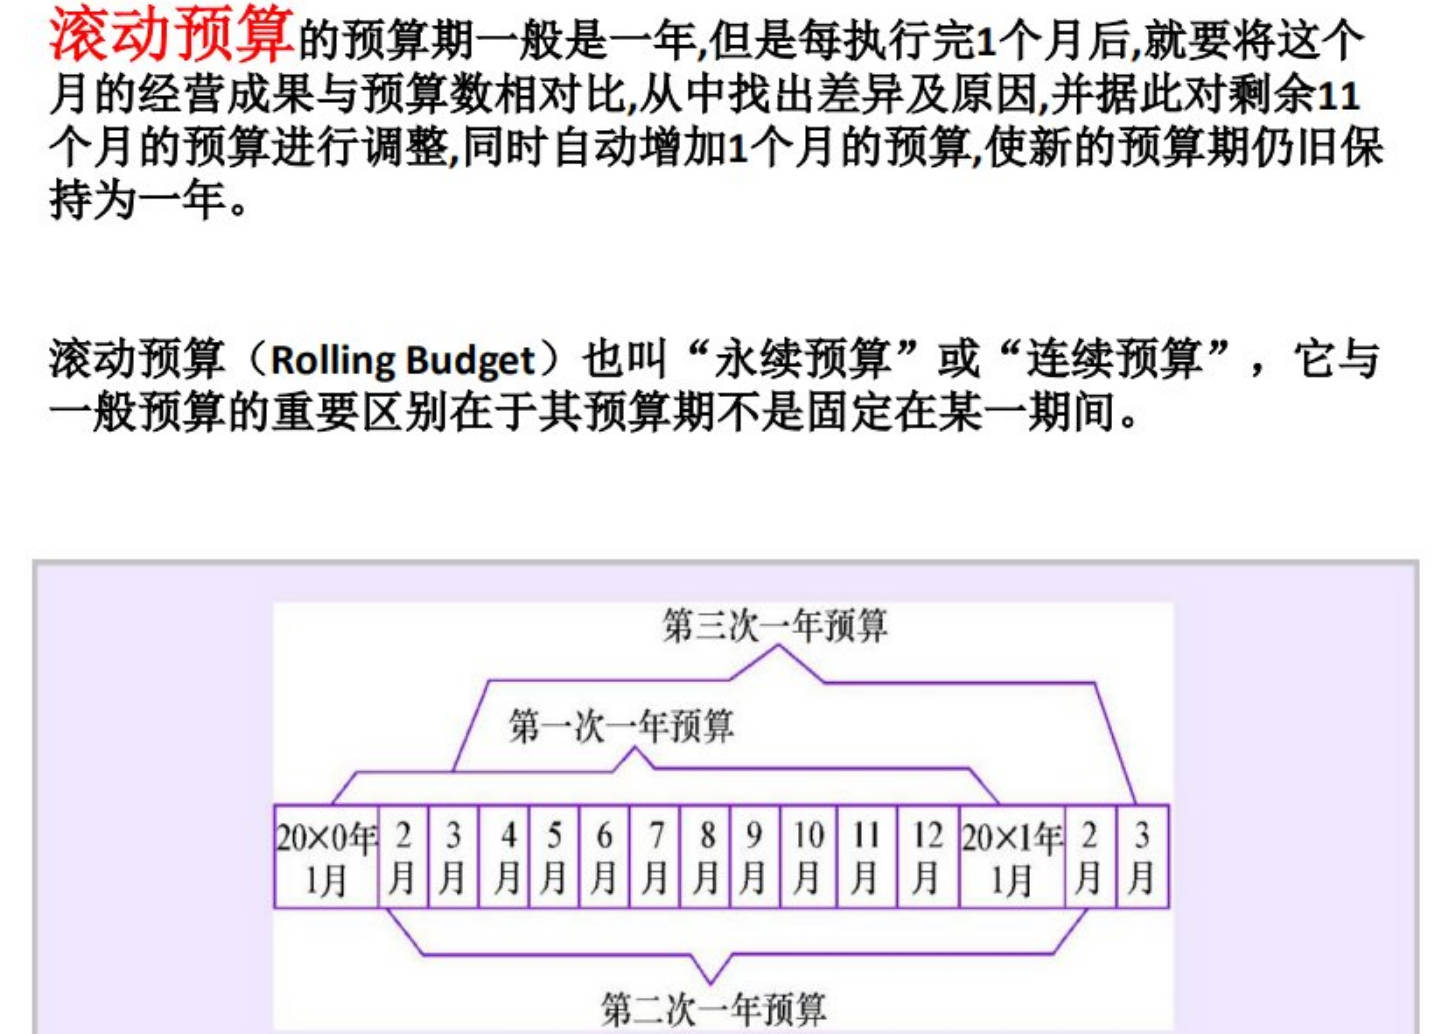 滚动预算的预算期一般是一年,但是每执行完1个月后,就要将这个
月的经营成果与预算数相对比,从中找出差异及原因,并据此对剩余11
个月的预算进行调整,同时自动增加1个月的预算,使新的预算期仍旧保
持为一年。
滚动预算（Rolling Budget）也叫“永续预算”或“连续预算”，它与
一般预算的重要区别在于其预算期不是固定在某一期间。
第三次一年预算
第一次一年预算
20×0年 2 3 4 5 6 7 8 9 10 11 12 20×1年 2 3
1月 月 月 月 月 月 月 月 月 月 月 月 1月 月 月
第二次一年预算